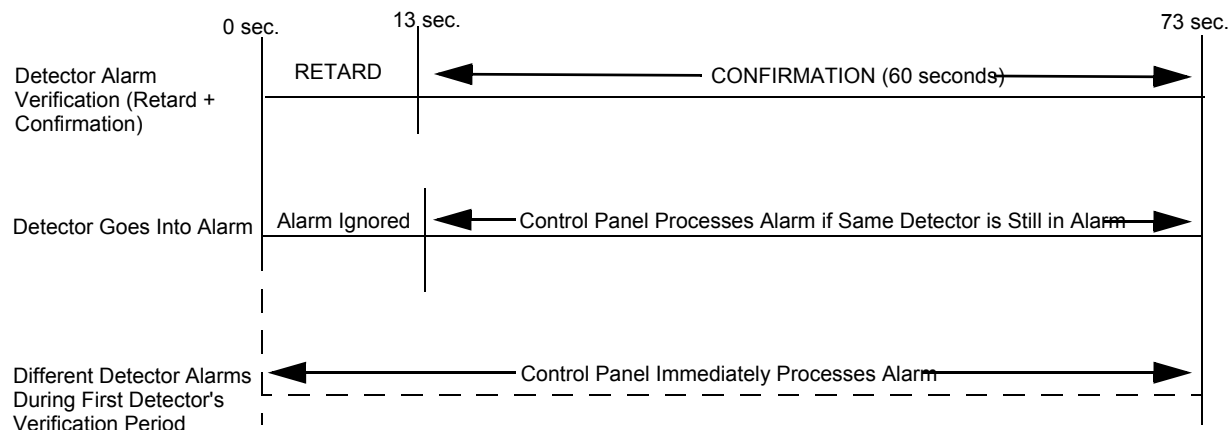 0 sec.
13 sec.
73 sec.
Detector Alarm
Verification (Retard +
Confirmation)
RETARD
CONFIRMATION (60 seconds)
Detector Goes Into Alarm
Alarm Ignored
Control Panel Processes Alarm if Same Detector is Still in Alarm
Different Detector Alarms
During First Detector's
Verification Period
Control Panel Immediately Processes Alarm